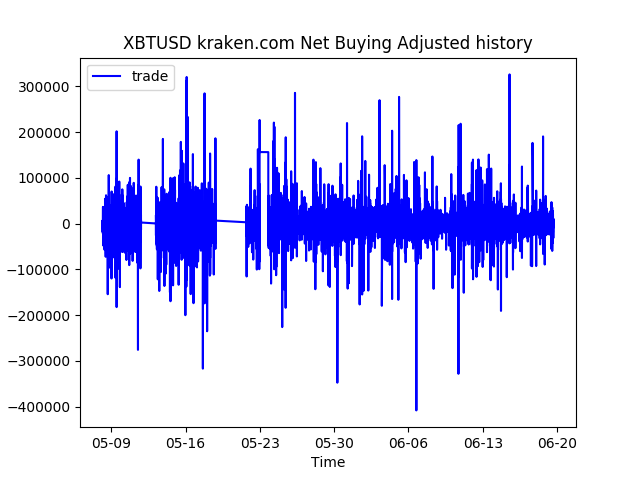 XBTUSD kraken.com Net Buying Adjusted history
trade
300000
200000
100000
0
−100000
−200000
−300000
−400000
05-09 05-16 05-23 05-30 06-06 06-13 06-20
Time